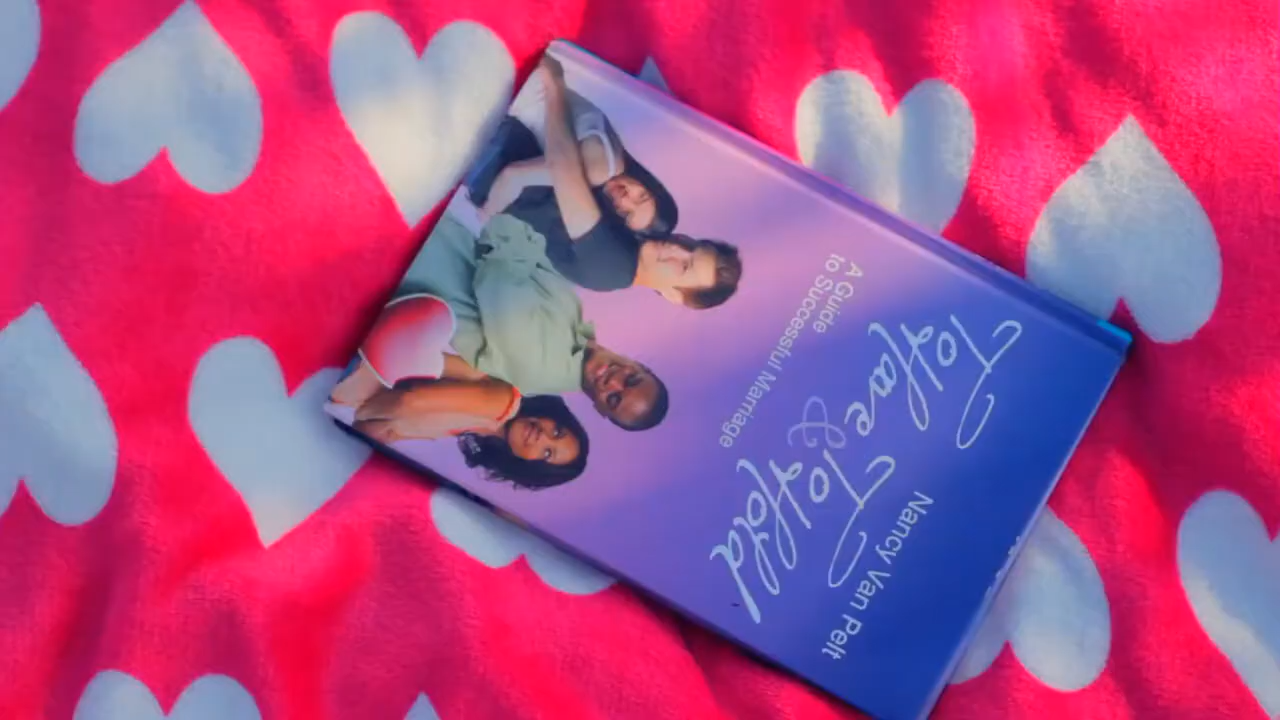 To Have
& To Hold
A Guide
to Successful Marriage
Nancy Van Pelt